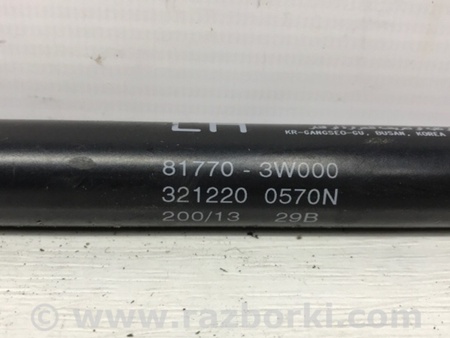 LH
KR-GANGSEO-GU, BUSAN, KOREA
81770 - 3W000
321220 0570N
200/13 29B
© www.razborki.com